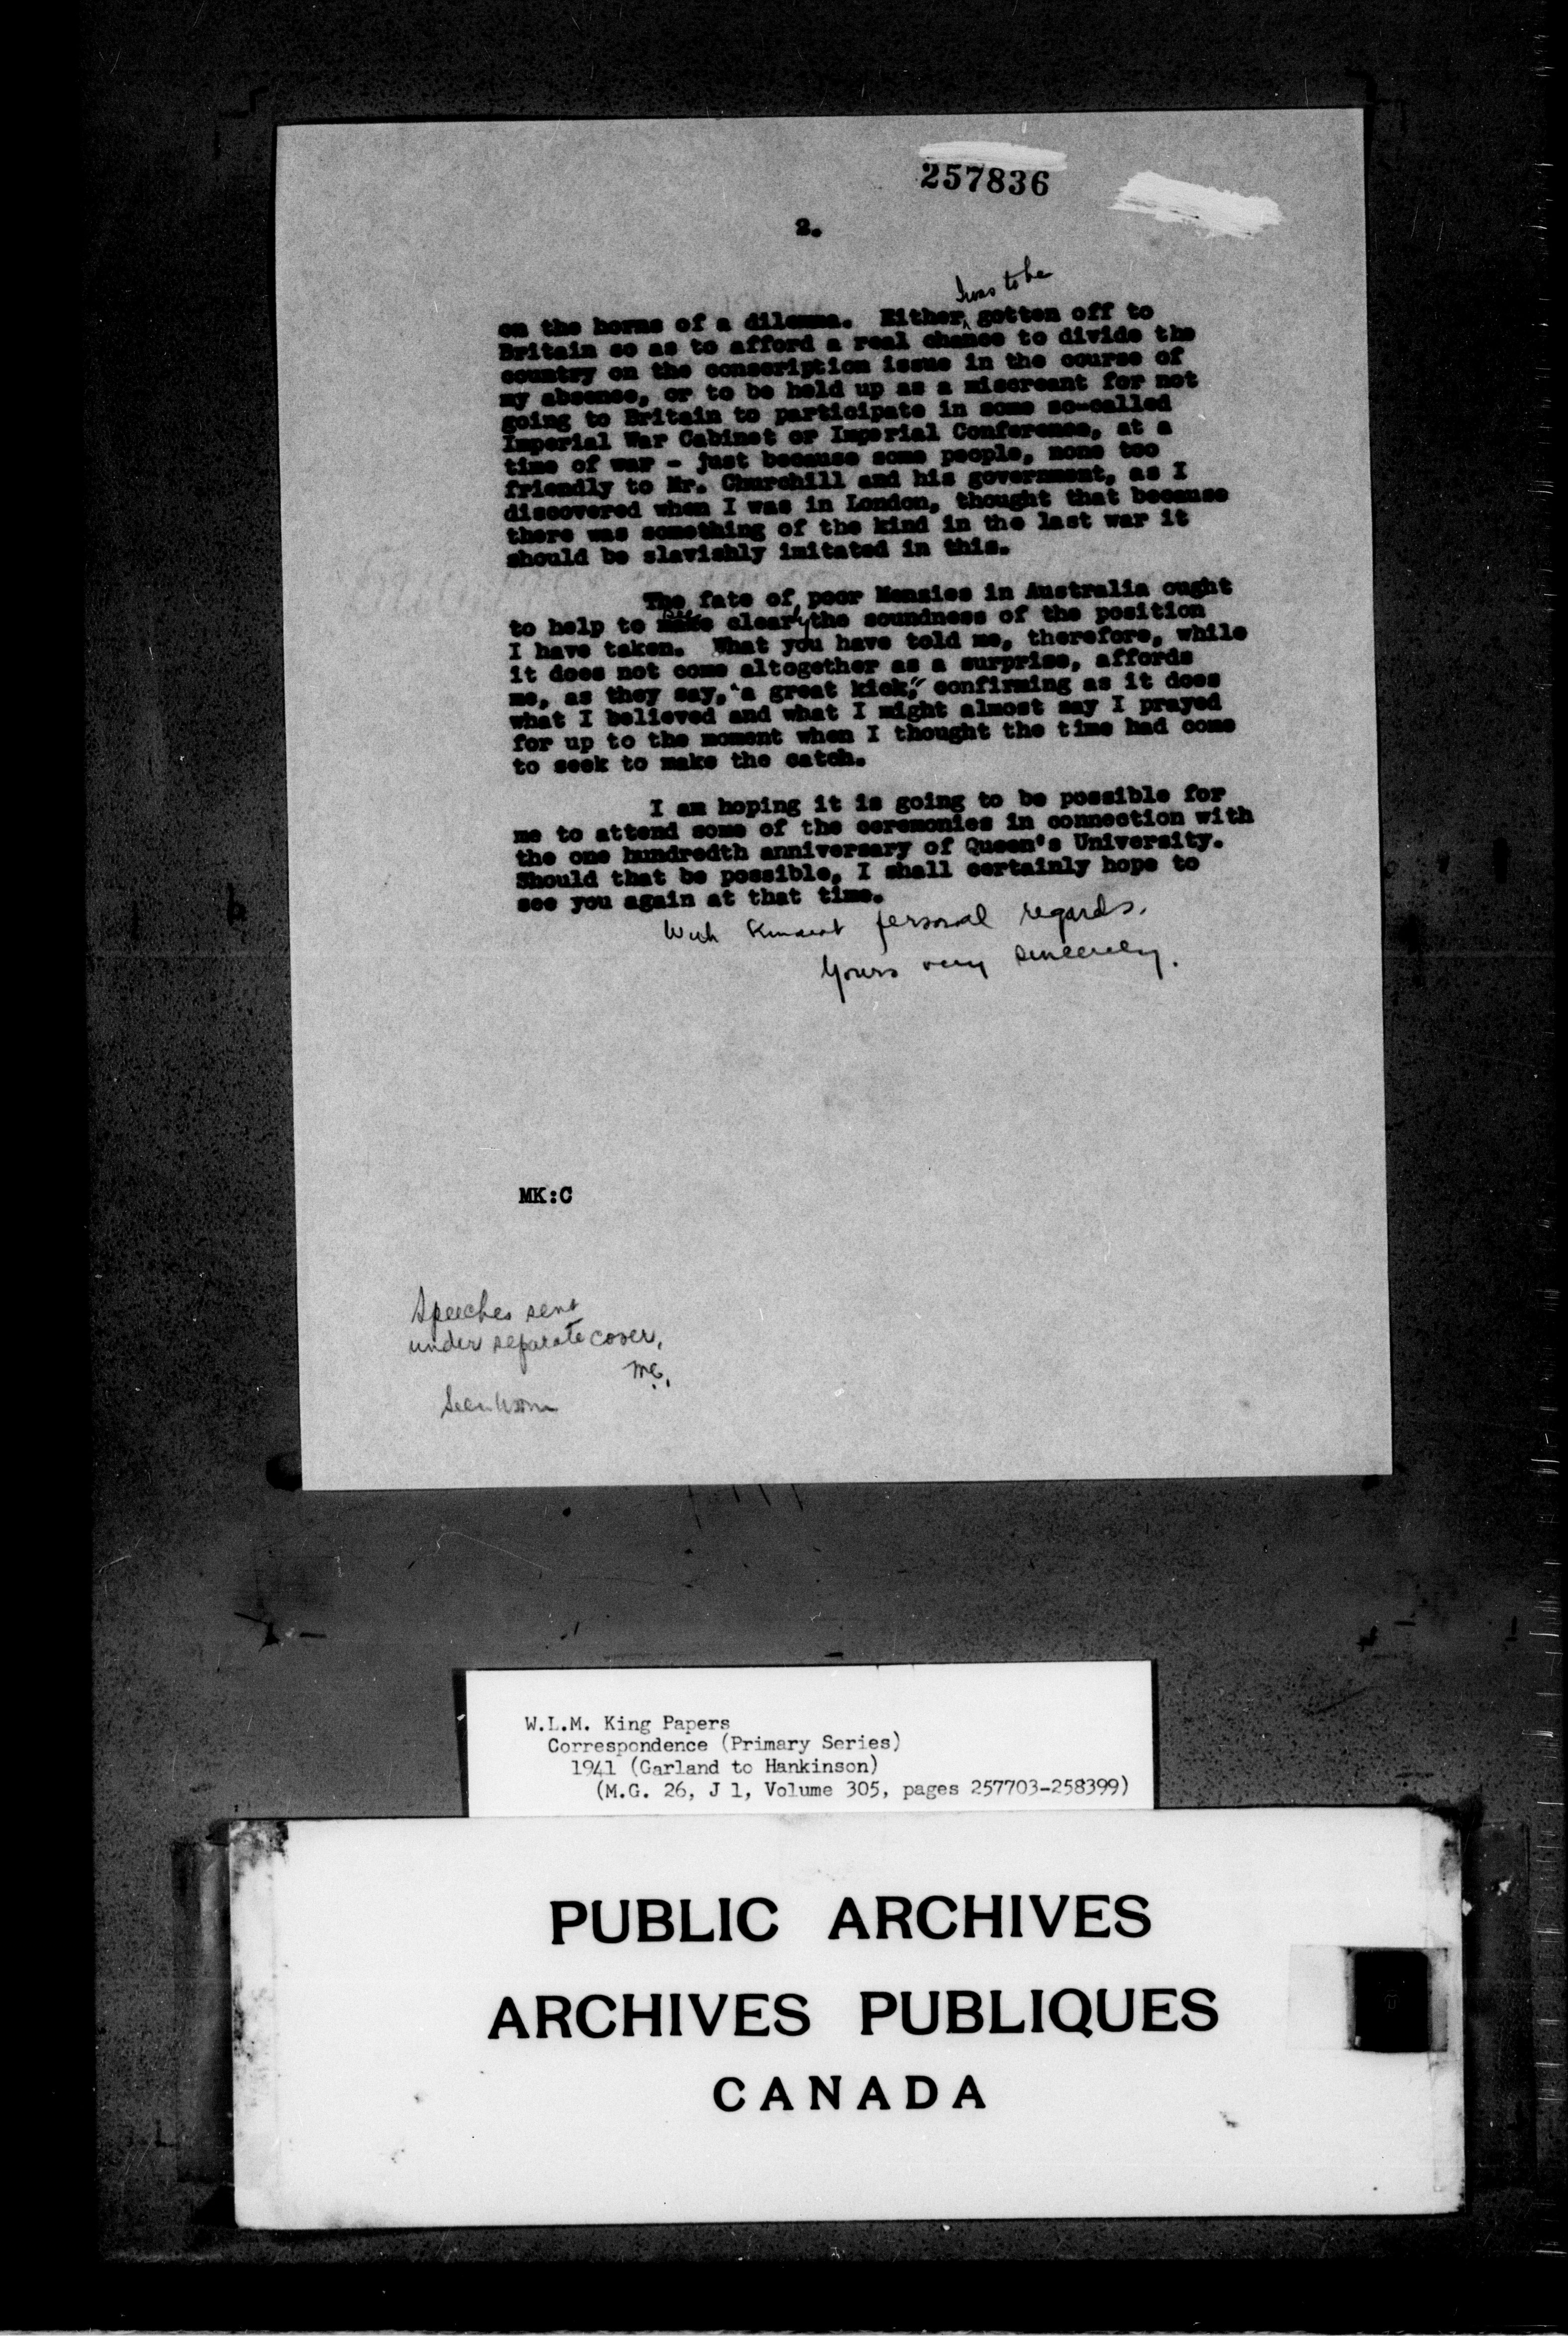 257836
2.
I was to be
on the horns of a dilemma. Either gotten off to
Britain so as to afford a real chance to divide the
country on the conscription issue in the course of
my absence, or to be held up as a miscreant for not
going to Britain to participate in some so-called
Imperial War Cabinet or Imperial Conference, at a
time of war - just because some people, none too
friendly to Mr. Churchill and his government, as I
discovered when I was in London, thought that because
there was something of the kind in the last war it
should be slavishly imitated in this.
The fate of poor Menzies in Australia ought
to help to clearly the soundness of the position
I have taken. What you have told me, therefore, while
it does not come altogether as a surprise, affords
me, as they say, "a great kick," confirming as it does
what I believed and what I might almost say I prayed
for up to the moment when I thought the time had come
to seek to make the catch.
I am hoping it is going to be possible for
me to attend some of the ceremonies in connection with
the one hundredth anniversary of Queen's University.
Should that be possible, I shall certainly hope to
see you again at that time.
With kindest personal regards.
Yours very sincerely.
MK:C
Speeches sent
under separate cover.
W.L.M. King Papers
Correspondence (Primary Series)
1941 (Garland to Hankinson)
(M.G. 26, J 1, Volume 305, pages 257703-258399)
PUBLIC ARCHIVES
ARCHIVES PUBLIQUES
CANADA